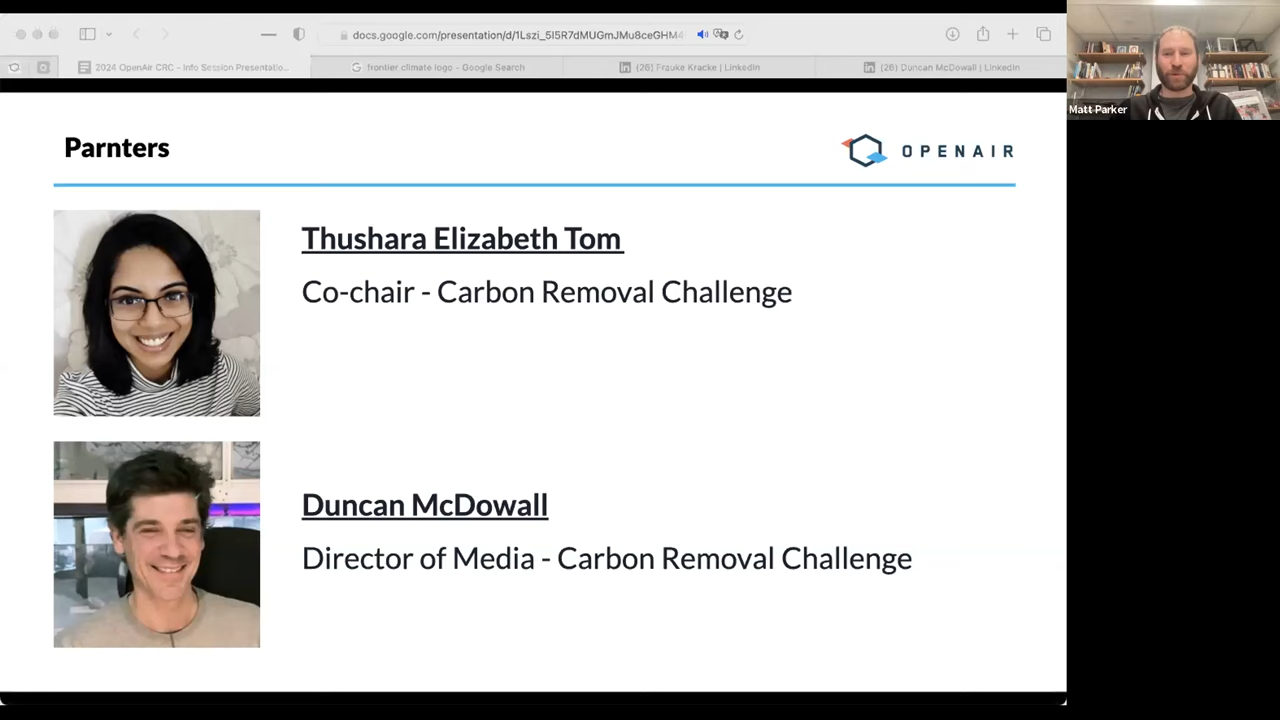 docs.google.com/presentation/d/1Lszi_5I5R7dMUGmJMu8ceGHM4
2024 OpenAir CRC - Info Session Presentatio...
frontier climate logo - Google Search
(26) Frauke Kracke | LinkedIn
(26) Duncan McDowall | LinkedIn
Matt Parker
Parnters
OPENAIR
Thushara Elizabeth Tom
Co-chair - Carbon Removal Challenge
Duncan McDowall
Director of Media - Carbon Removal Challenge